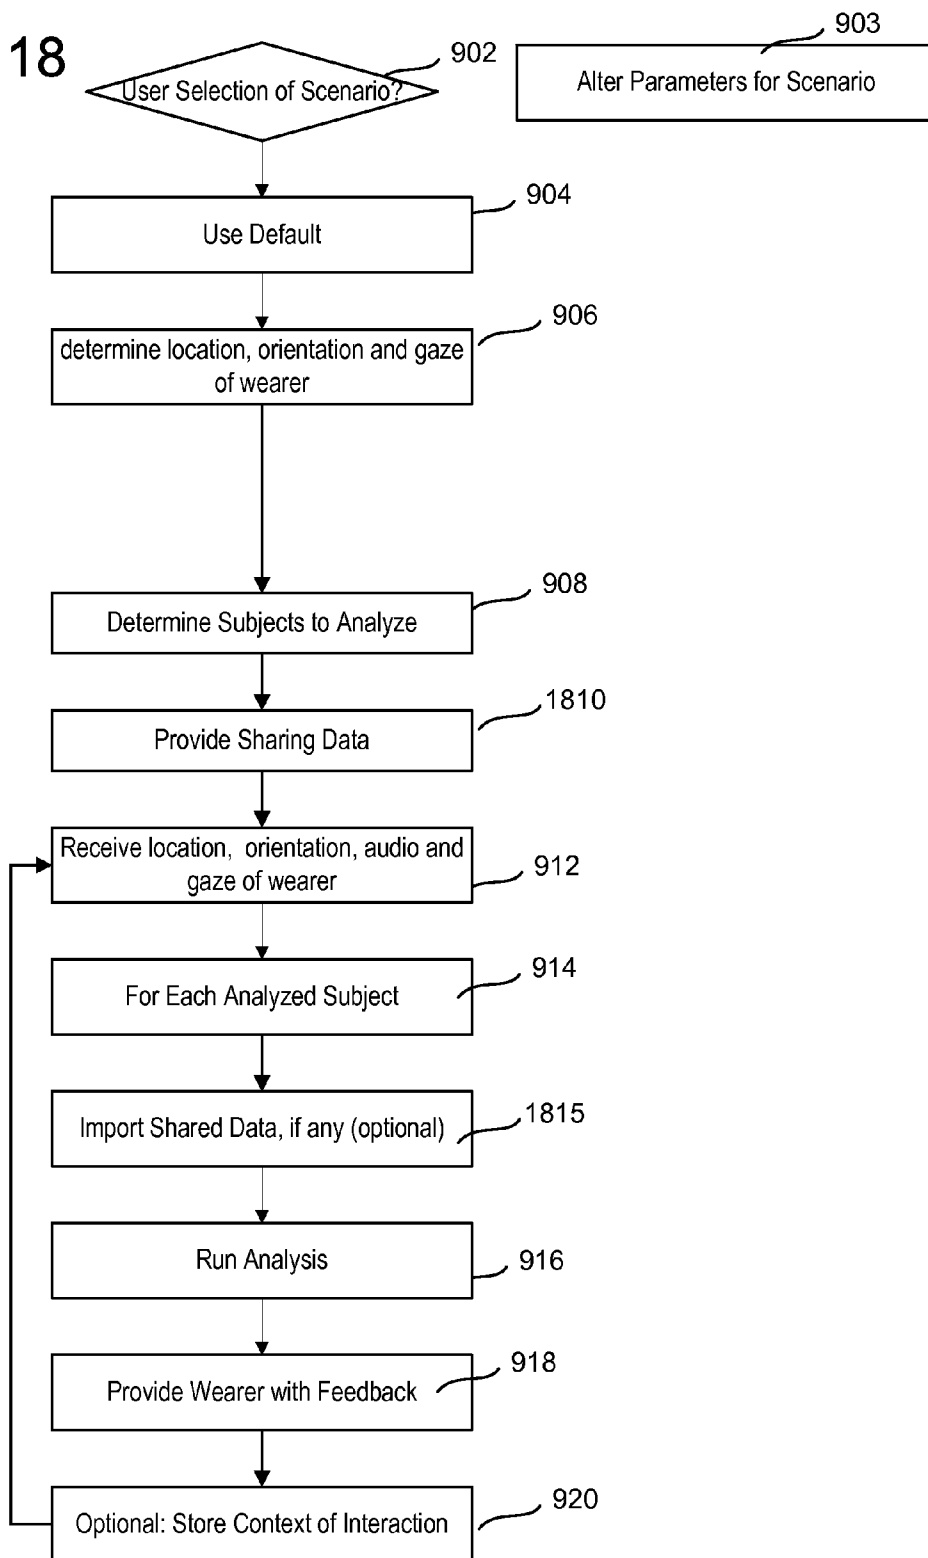 18
902
User Selection of Scenario?
903
Alter Parameters for Scenario
904
Use Default
906
determine location, orientation and gaze
of wearer
908
Determine Subjects to Analyze
1810
Provide Sharing Data
Receive location, orientation, audio and
gaze of wearer
912
914
For Each Analyzed Subject
1815
Import Shared Data, if any (optional)
Run Analysis
916
918
Provide Wearer with Feedback
920
Optional: Store Context of Interaction